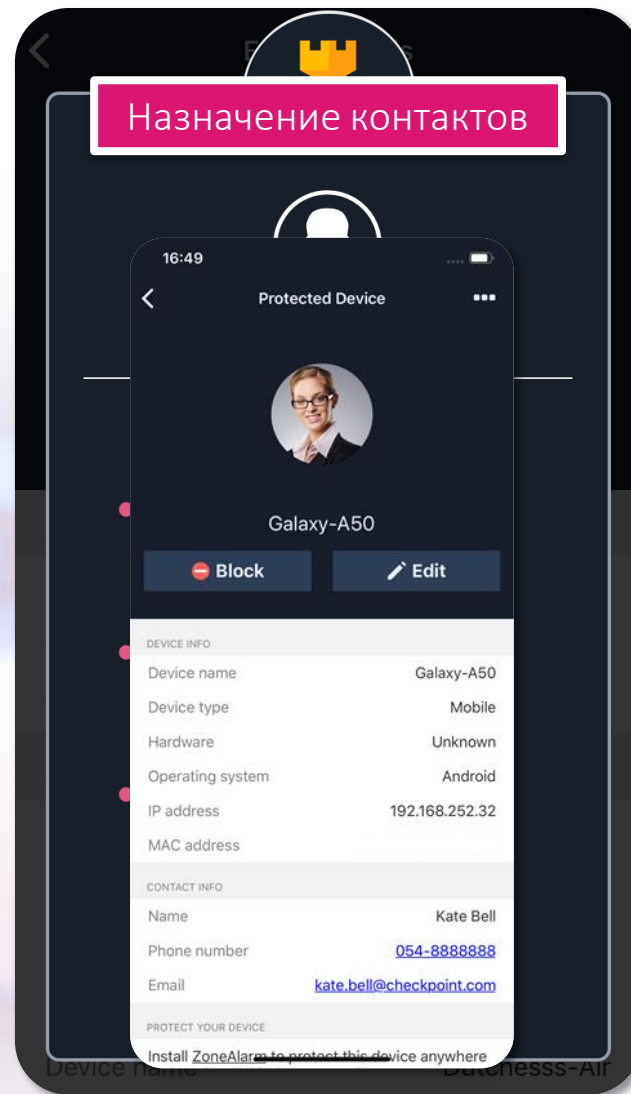 Назначение контактов
16:49
Protected Device
Galaxy-A50
Block
Edit
DEVICE INFO
Device name Galaxy-A50
Device type Mobile
Hardware Unknown
Operating system Android
IP address 192.168.252.32
MAC address
CONTACT INFO
Name Kate Bell
Phone number 054-8888888
Email kate.bell@checkpoint.com
PROTECT YOUR DEVICE
Install ZoneAlarm to protect this device anywhere
Device name Dutchesss-Air